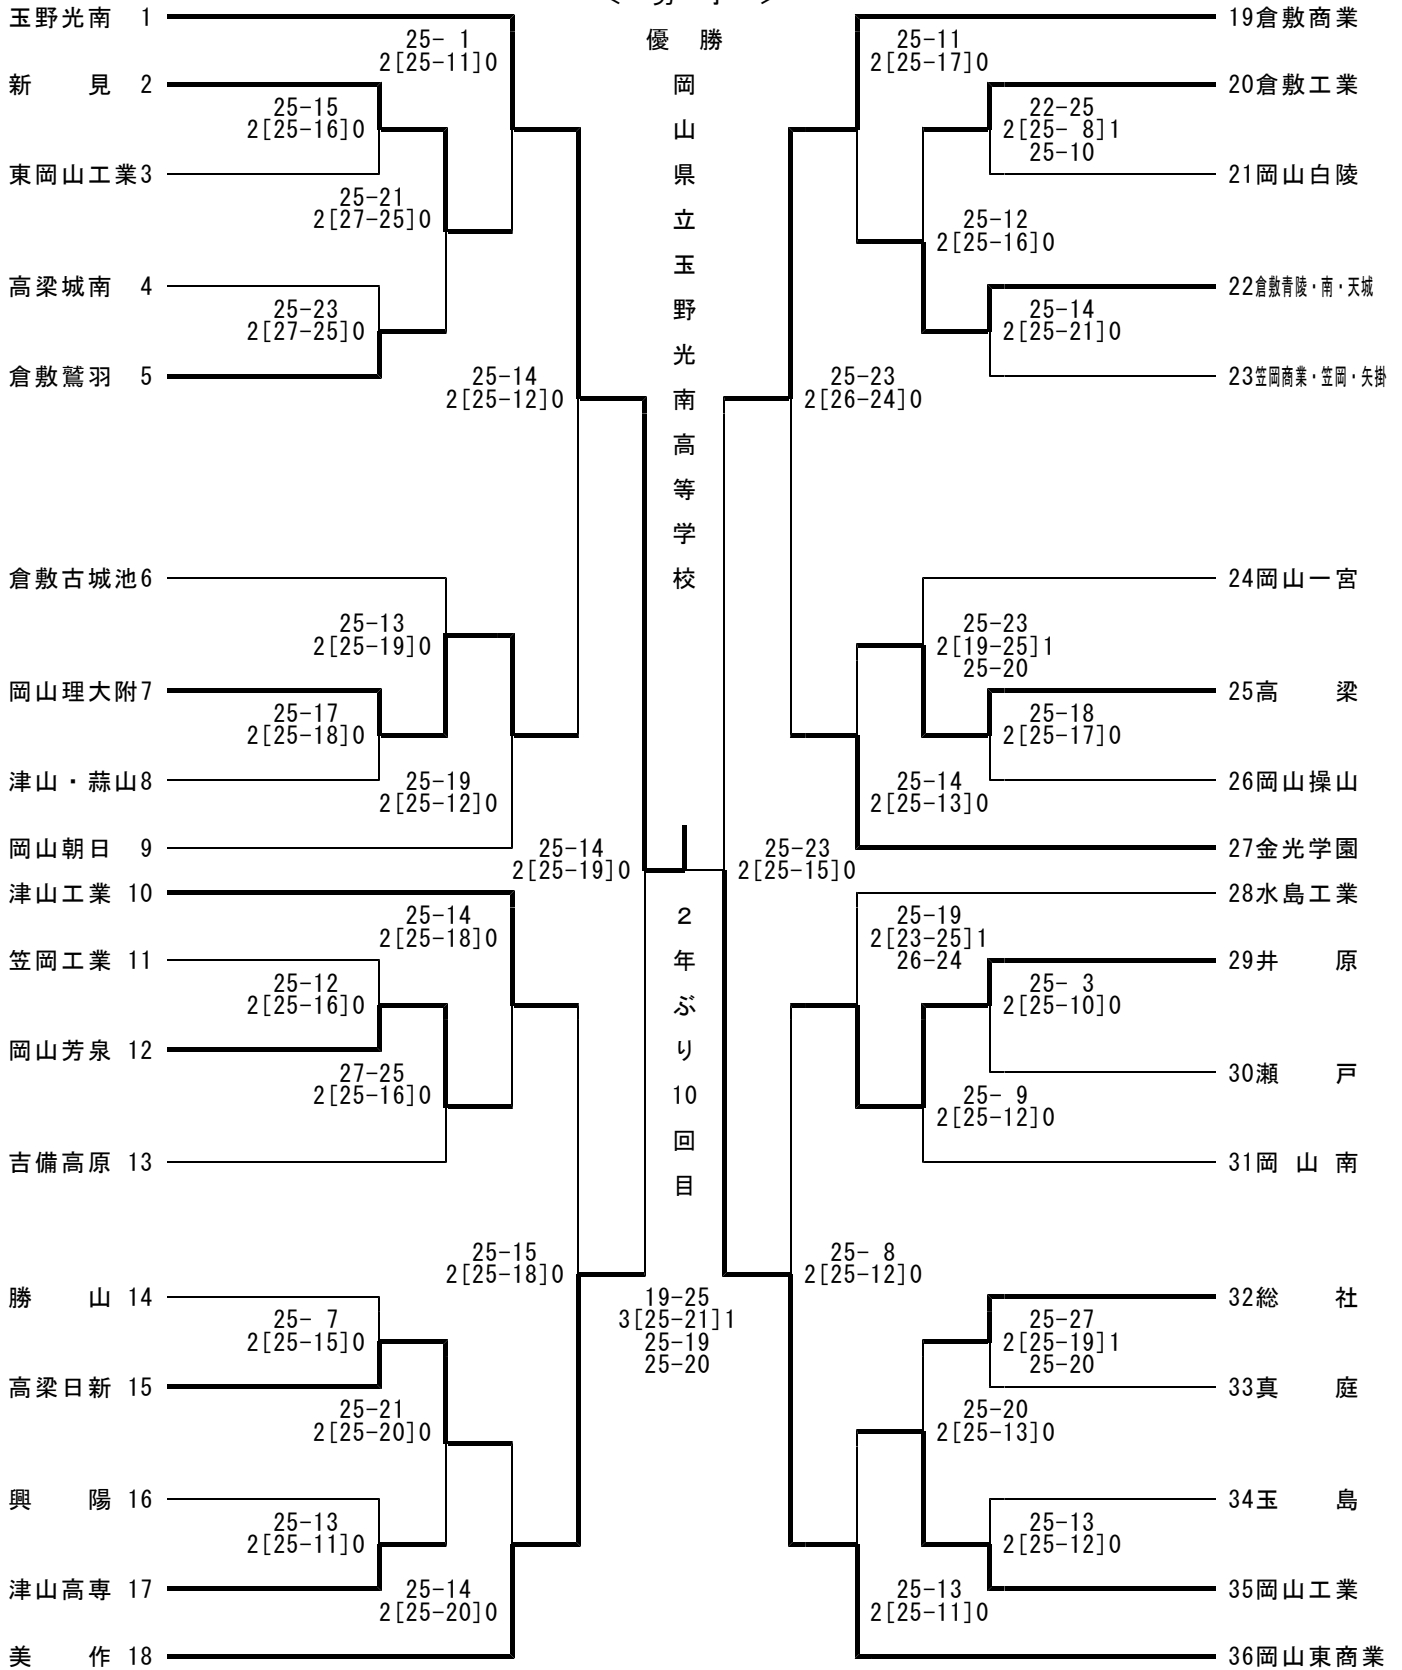 優 勝
岡山県立玉野光南高等学校
2年ぶり10回目
玉野光南 1
25- 1
2[25-11]0
新 見 2
25-15
2[25-16]0
東岡山工業3
25-21
2[27-25]0
高梁城南 4
25-23
2[27-25]0
倉敷鷲羽 5
25-14
2[25-12]0
倉敷古城池6
25-13
2[25-19]0
岡山理大附7
25-17
2[25-18]0
津山・蒜山8
25-19
2[25-12]0
岡山朝日 9
25-14
2[25-19]0
津山工業 10
25-14
2[25-18]0
笠岡工業 11
25-12
2[25-16]0
岡山芳泉 12
27-25
2[25-16]0
吉備高原 13
25-15
2[25-18]0
勝 山 14
25- 7
2[25-15]0
高梁日新 15
25-21
2[25-20]0
興 陽 16
25-13
2[25-11]0
津山高専 17
25-14
2[25-20]0
美 作 18
19-25
3[25-21]1
25-19
25-20
19倉敷商業
25-11
2[25-17]0
20倉敷工業
22-25
2[25- 8]1
25-10
21岡山白陵
25-12
2[25-16]0
22倉敷青陵・南・天城
25-14
2[25-21]0
23笠岡商業・笠岡・矢掛
25-23
2[26-24]0
24岡山一宮
25-23
2[19-25]1
25-20
25高 梁
25-18
2[25-17]0
26岡山操山
25-14
2[25-13]0
27金光学園
25-23
2[25-15]0
28水島工業
25-19
2[23-25]1
26-24
29井 原
25- 3
2[25-10]0
30瀬 戸
25- 9
2[25-12]0
31岡 山 南
25- 8
2[25-12]0
32総 社
25-27
2[25-19]1
25-20
33真 庭
25-20
2[25-13]0
34玉 島
25-13
2[25-12]0
35岡山工業
25-13
2[25-11]0
36岡山東商業